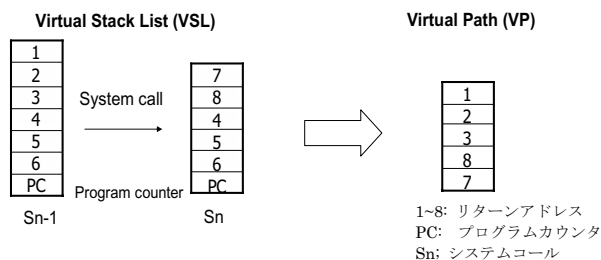 Virtual Stack List (VSL)
Virtual Path (VP)
1
2
3
4
5
6
PC
Sn-1
System call
Program counter
7
8
4
5
6
PC
Sn
1
2
3
8
7
1~8: リターンアドレス
PC: プログラムカウンタ
Sn; システムコール